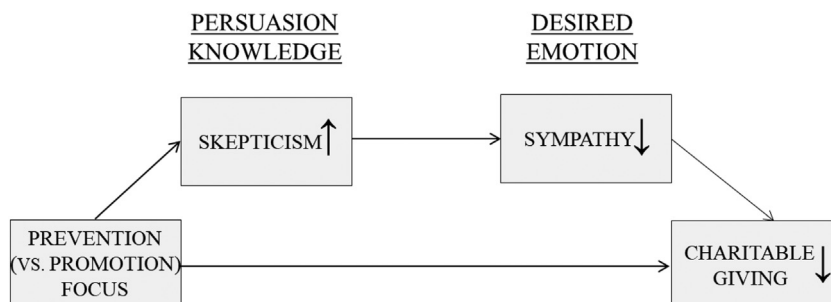 PERSUASION
KNOWLEDGE
DESIRED
EMOTION
SKEPTICISM
SYMPATHY
PREVENTION
(VS. PROMOTION)
FOCUS
CHARITABLE
GIVING